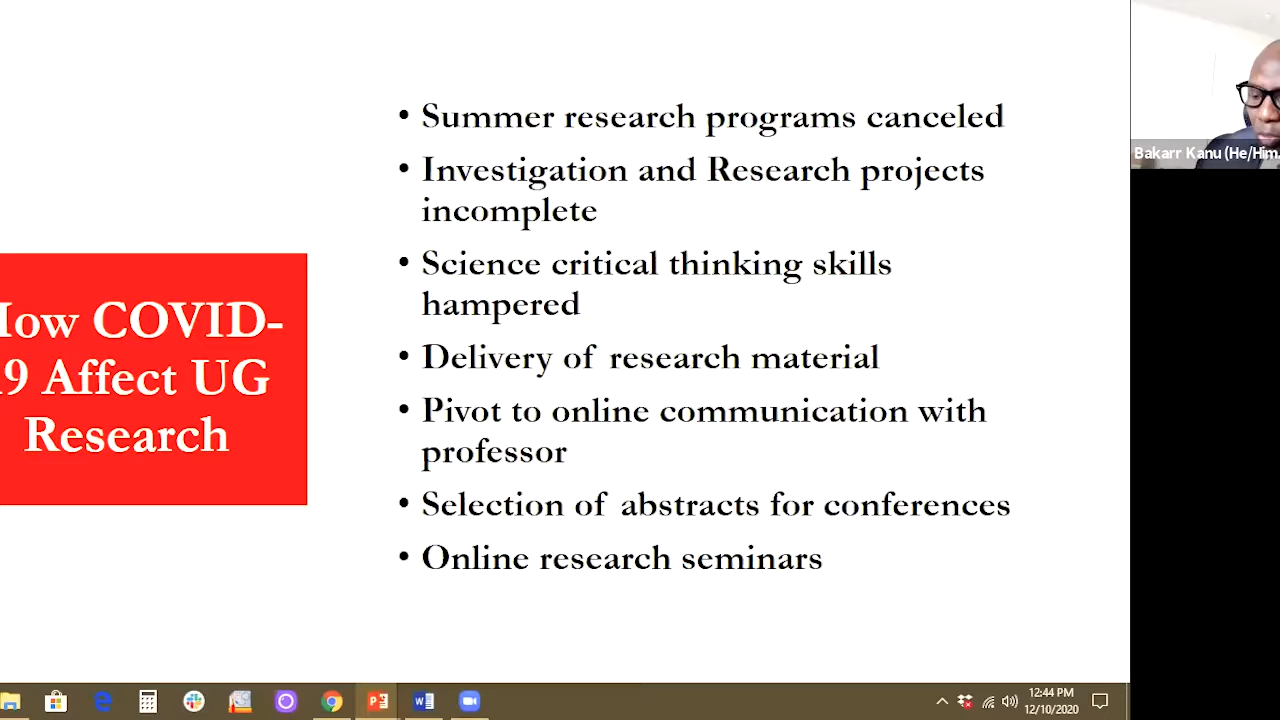 • Summer research programs canceled
• Investigation and Research projects
incomplete
• Science critical thinking skills
hampered
• Delivery of research material
• Pivot to online communication with
professor
• Selection of abstracts for conferences
• Online research seminars
How COVID-
19 Affect UG
Research
Bakarr Kanu (He/Him
12:44 PM
12/10/2020